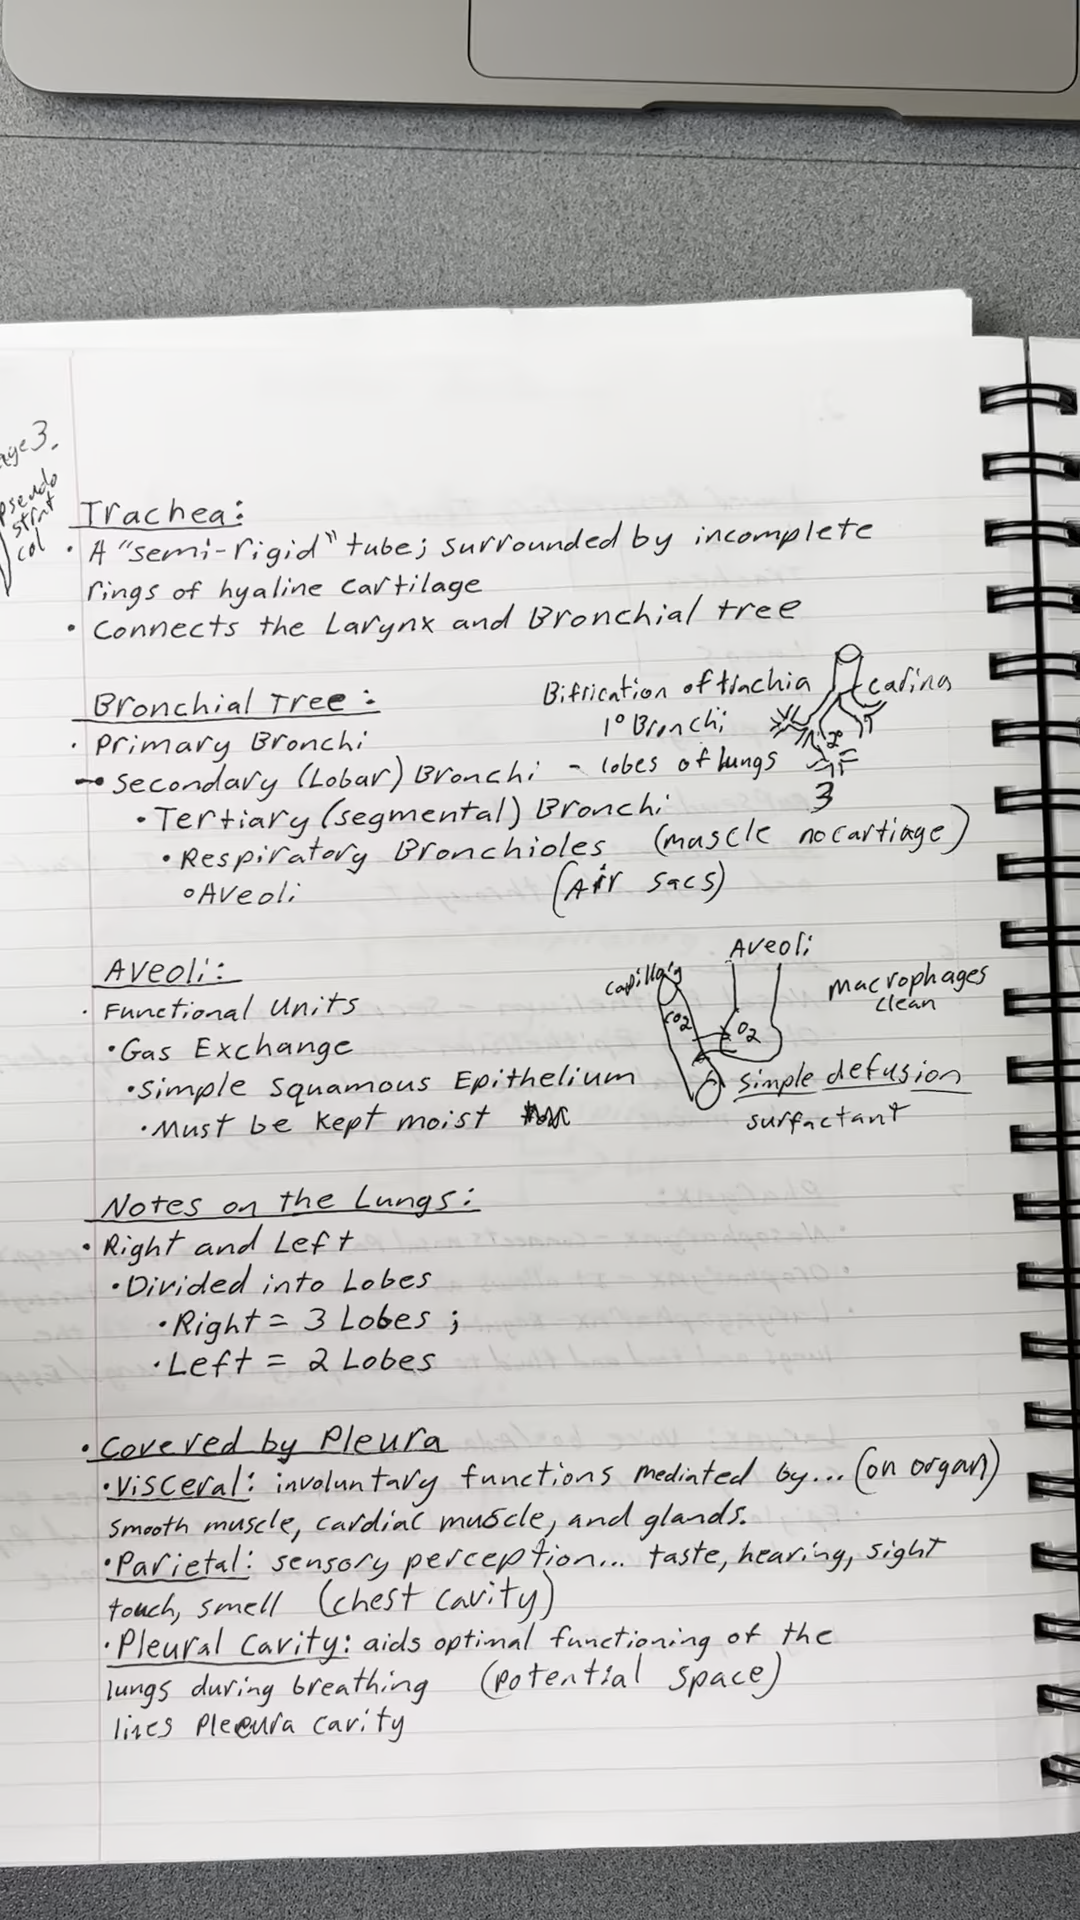 age 3.
pseudo
strat
col
Trachea:
· A "semi-rigid" tube; surrounded by incomplete
rings of hyaline cartilage
· Connects the Larynx and Bronchial tree
Bronchial Tree:
· Primary Bronchi
Bifrication of trachia
carina
1° Bronchi
2°
· Secondary (Lobar) Bronchi - lobes of lungs
3
· Tertiary (segmental) Bronchi
· Respiratory Bronchioles (muscle no cartiage)
° Aveoli (Air sacs)
Aveoli:
· Functional Units
· Gas Exchange
· Simple Squamous Epithelium
· Must be kept moist
Aveoli
capillary
CO2
O2
macrophages
clean
simple defusion
surfactant
Notes on the Lungs:
· Right and Left
· Divided into Lobes
· Right = 3 Lobes ;
· Left = 2 Lobes
· Covered by Pleura
· Visceral: involuntary functions mediated by... (on organ)
smooth muscle, cardiac muscle, and glands.
· Parietal: sensory perception... taste, hearing, sight
touch, smell (chest cavity)
· Pleural Cavity: aids optimal functioning of the
lungs during breathing (potential space)
lines Pleeura cavity